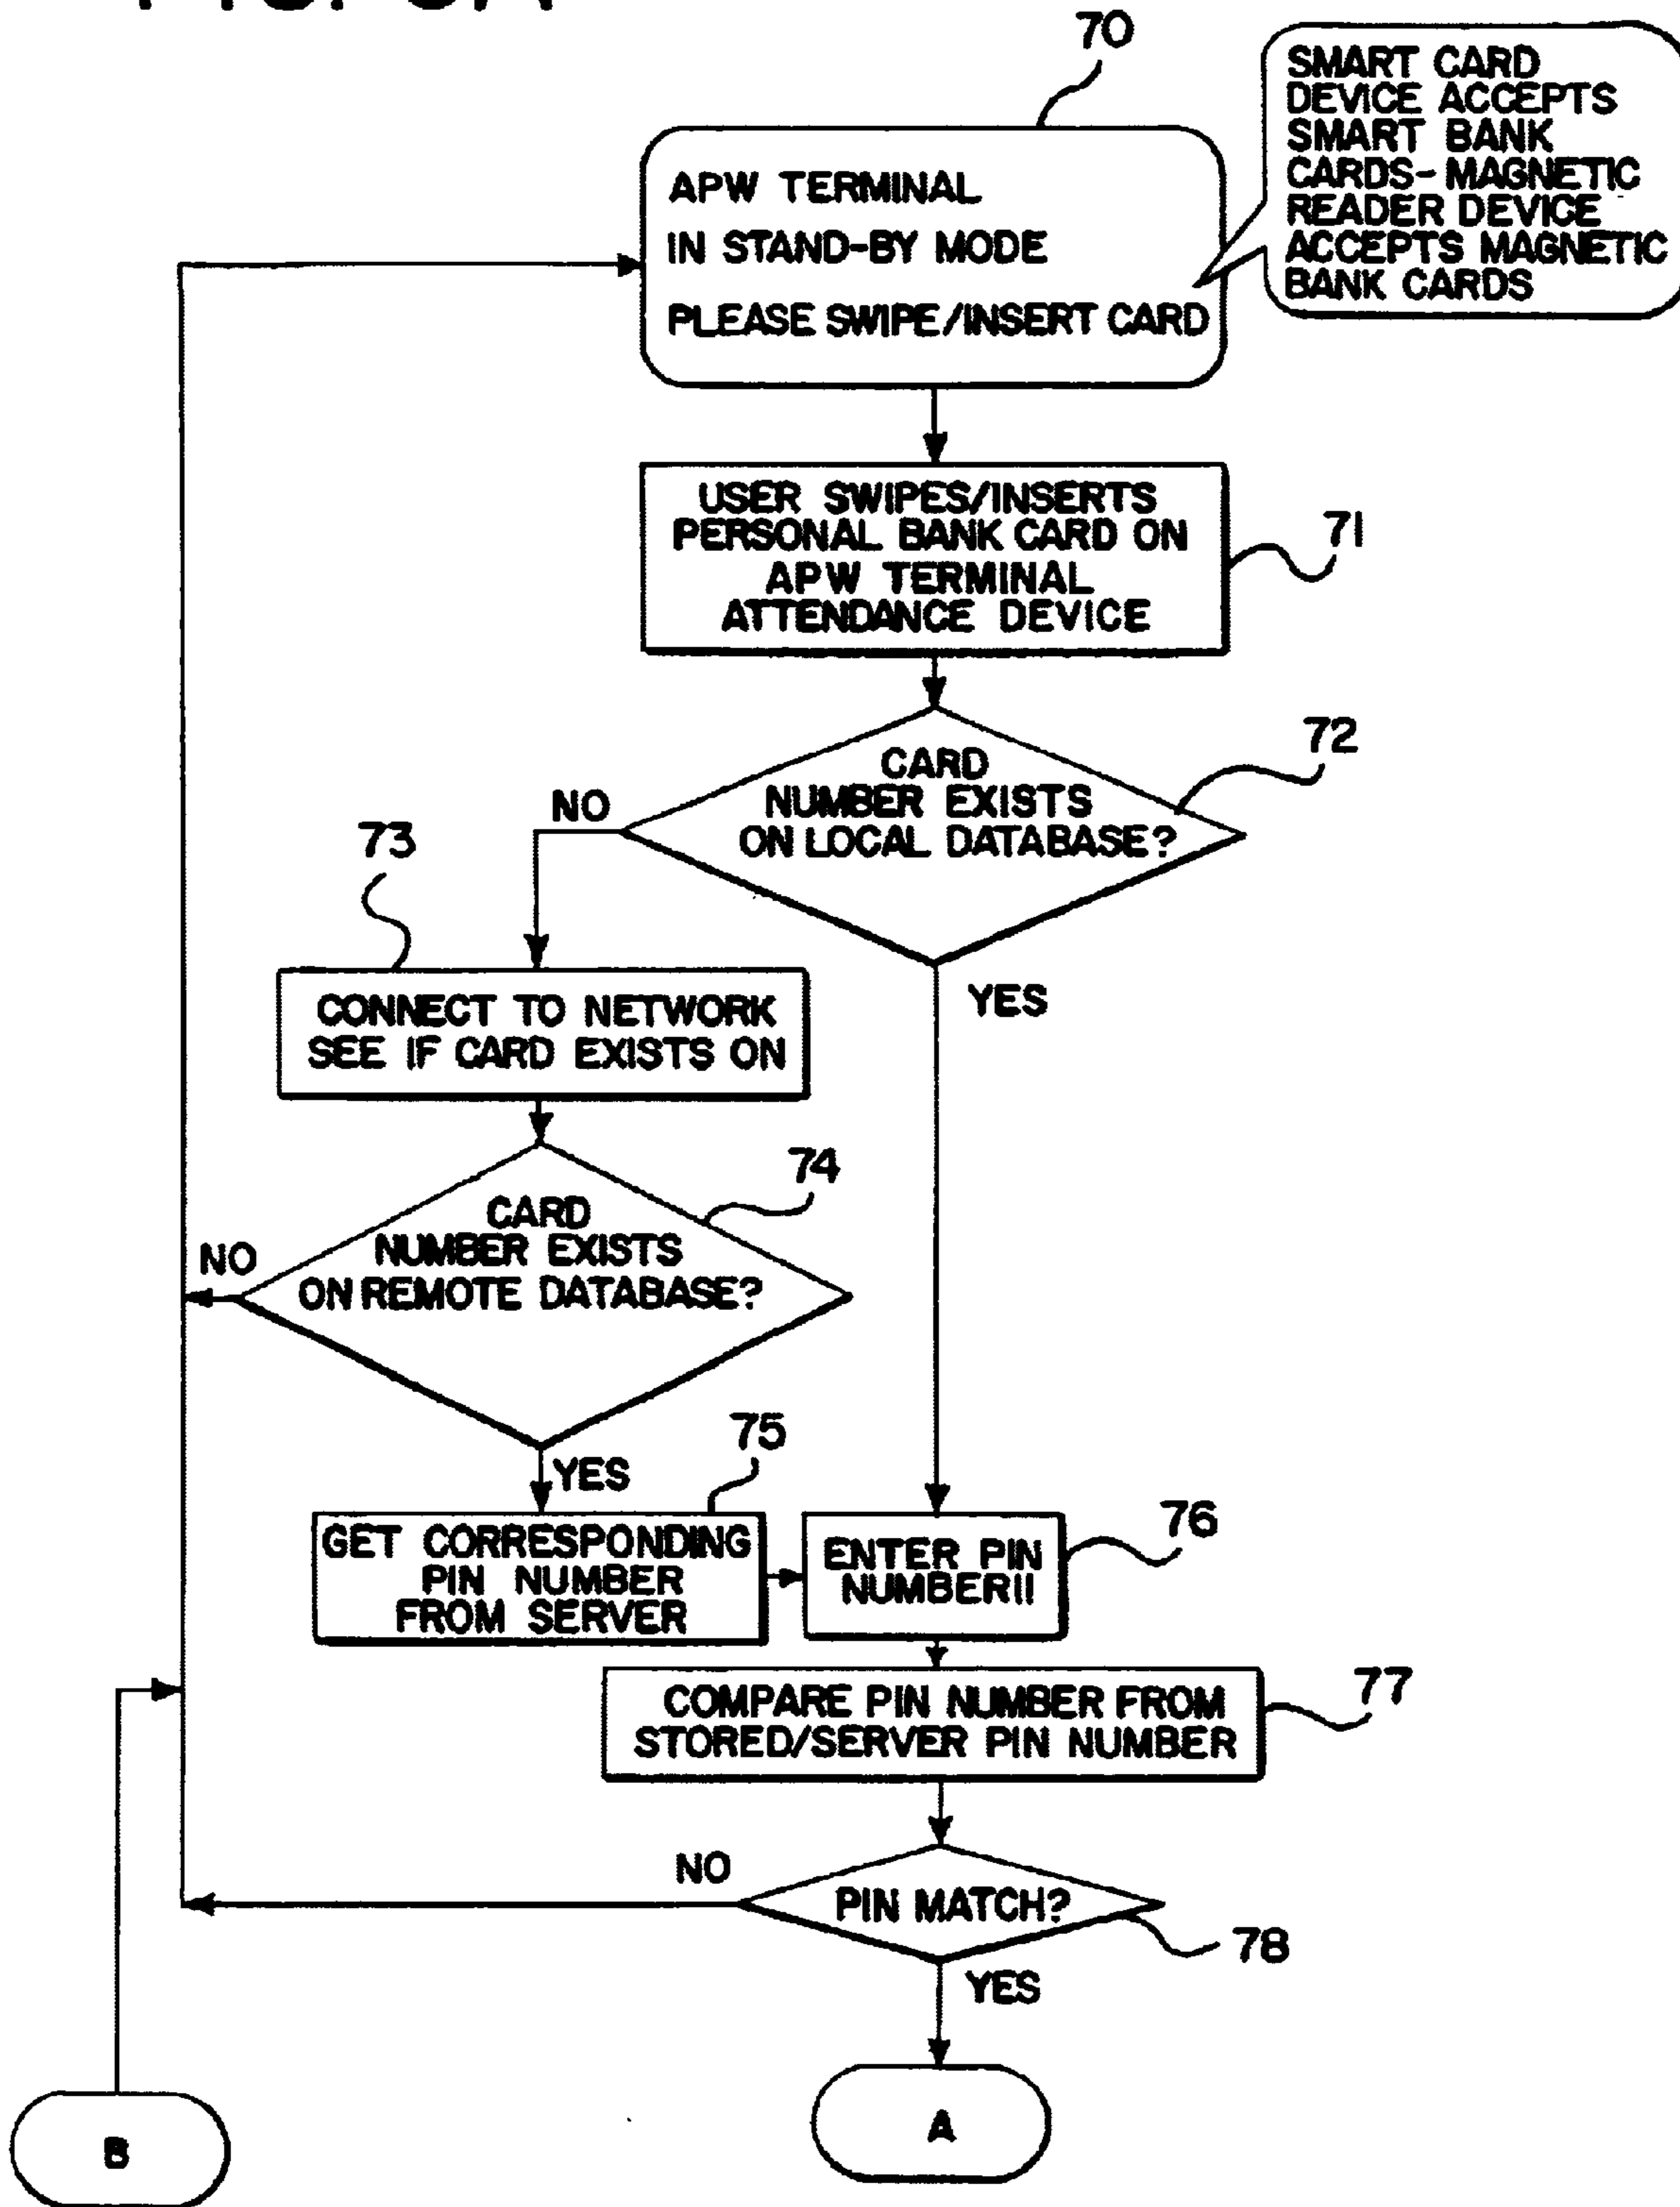 70
SMART CARD
DEVICE ACCEPTS
SMART BANK
CARDS-MAGNETIC
READER DEVICE
ACCEPTS MAGNETIC
BANK CARDS
APW TERMINAL
IN STAND-BY MODE
PLEASE SWIPE/INSERT CARD
USER SWIPES/INSERTS
PERSONAL BANK CARD ON
APW TERMINAL
ATTENDANCE DEVICE
71
CARD
NUMBER EXISTS
ON LOCAL DATABASE?
72
NO
YES
73
CONNECT TO NETWORK
SEE IF CARD EXISTS ON
CARD
NUMBER EXISTS
ON REMOTE DATABASE?
74
NO
YES
75
GET CORRESPONDING
PIN NUMBER
FROM SERVER
ENTER PIN
NUMBER!!
76
COMPARE PIN NUMBER FROM
STORED/SERVER PIN NUMBER
77
NO
PIN MATCH?
78
YES
B
A